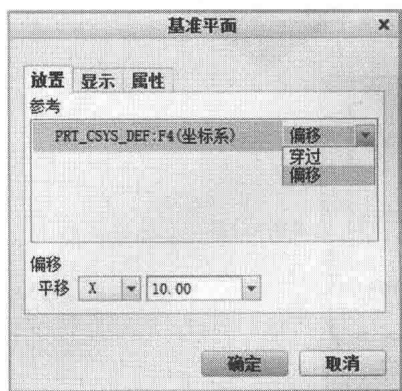 基准平面
放置 显示 属性
参考
PRT_CSYS_DEF:F4(坐标系) 偏移
穿过
偏移
偏移
平移 X 10.00
确定 取消